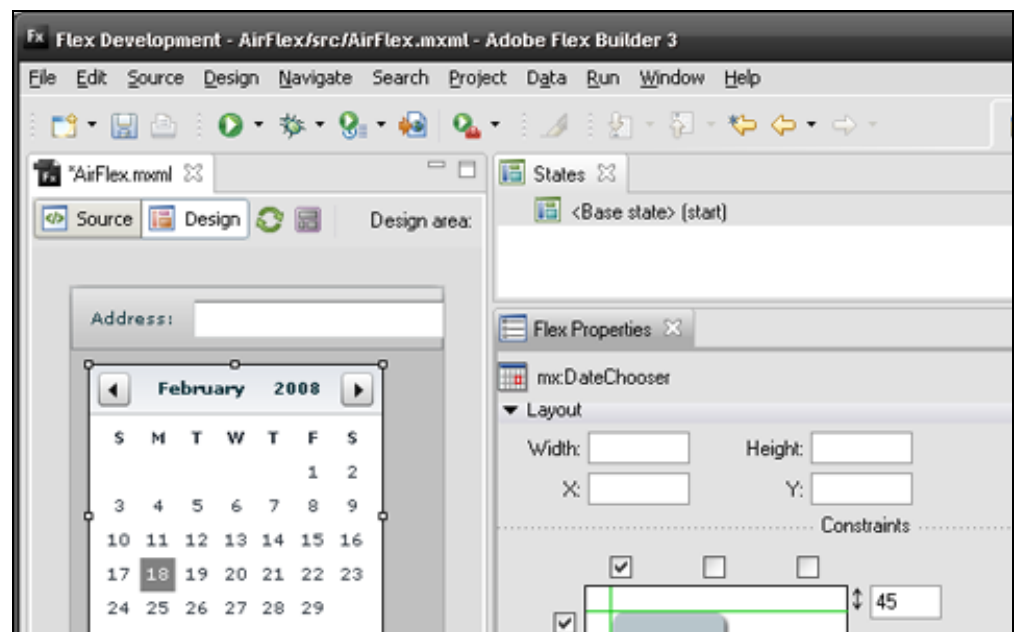 Fx Flex Development - AirFlex/src/AirFlex.mxml - Adobe Flex Builder 3
File Edit Source Design Navigate Search Project Data Run Window Help
*AirFlex.mxml
Source Design Design area:
Address:
February 2008
S M T W T F S
1 2
3 4 5 6 7 8 9
10 11 12 13 14 15 16
17 18 19 20 21 22 23
24 25 26 27 28 29
States
<Base state> (start)
Flex Properties
mx:DateChooser
Layout
Width: Height:
X: Y:
Constraints
45